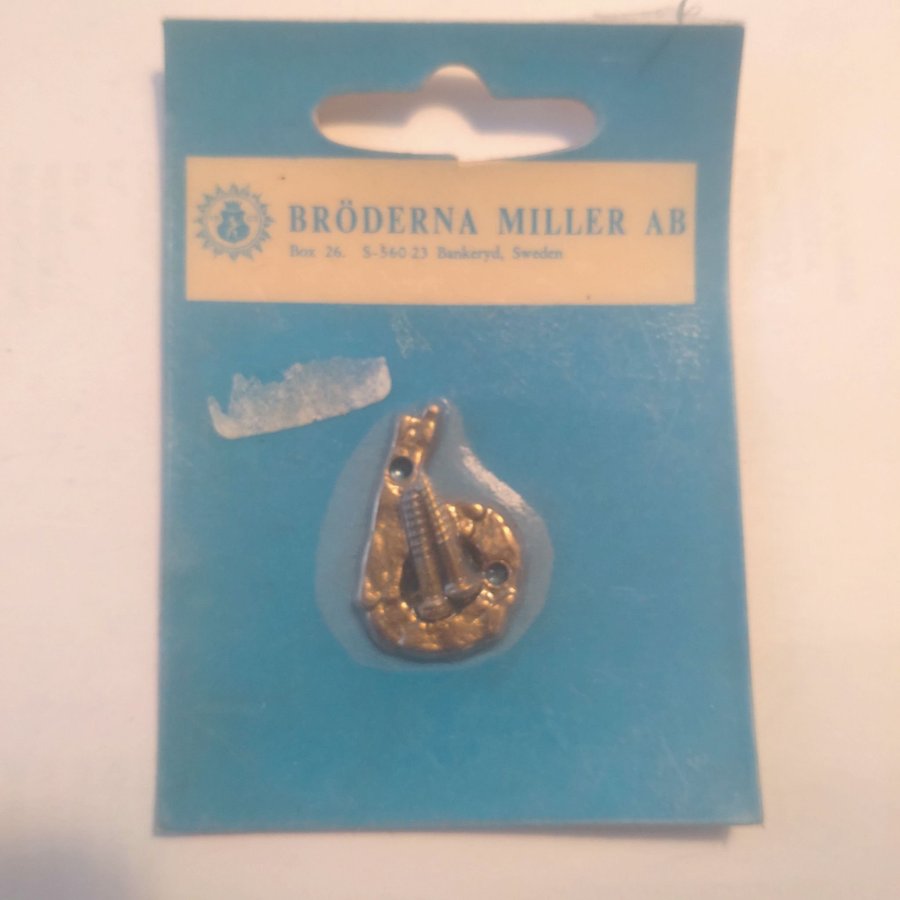 BRÖDERNA MILLER AB
Box 26. S-560 23 Bankeryd, Sweden